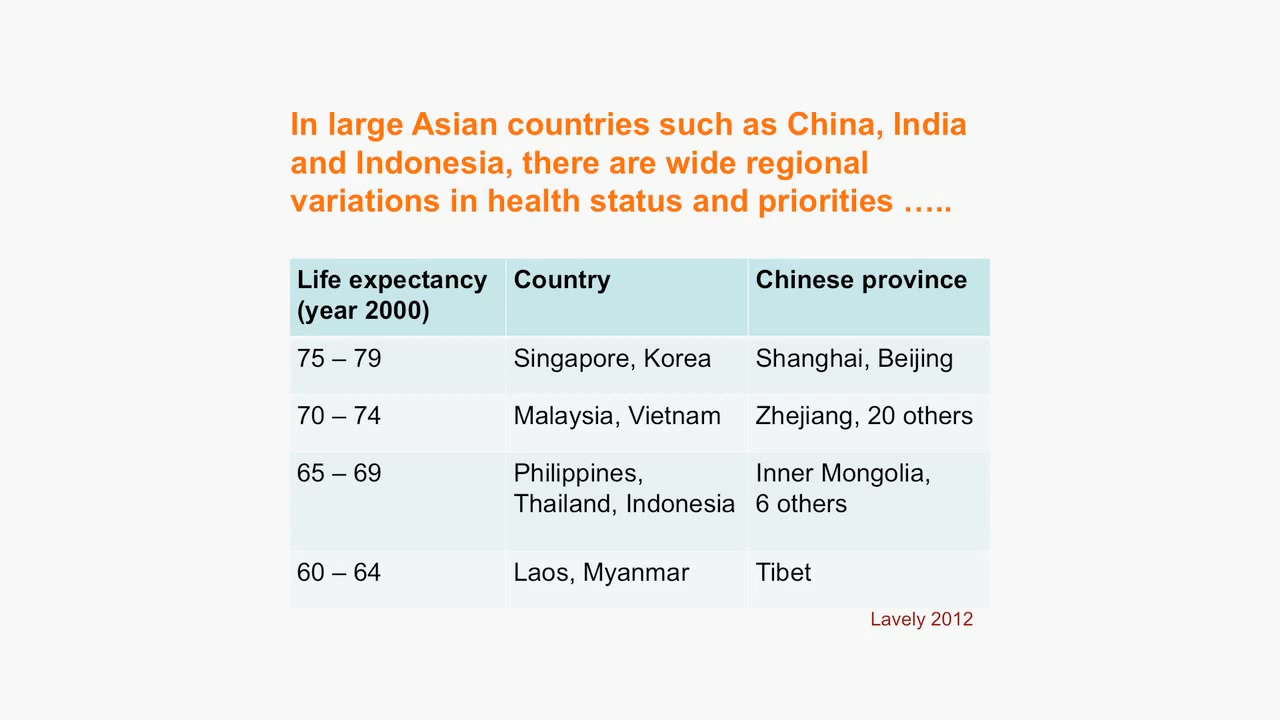 In large Asian countries such as China, India
and Indonesia, there are wide regional
variations in health status and priorities …..
Life expectancy Country Chinese province
(year 2000)
75 – 79 Singapore, Korea Shanghai, Beijing
70 – 74 Malaysia, Vietnam Zhejiang, 20 others
65 – 69 Philippines, Inner Mongolia,
Thailand, Indonesia 6 others
60 – 64 Laos, Myanmar Tibet
Lavely 2012